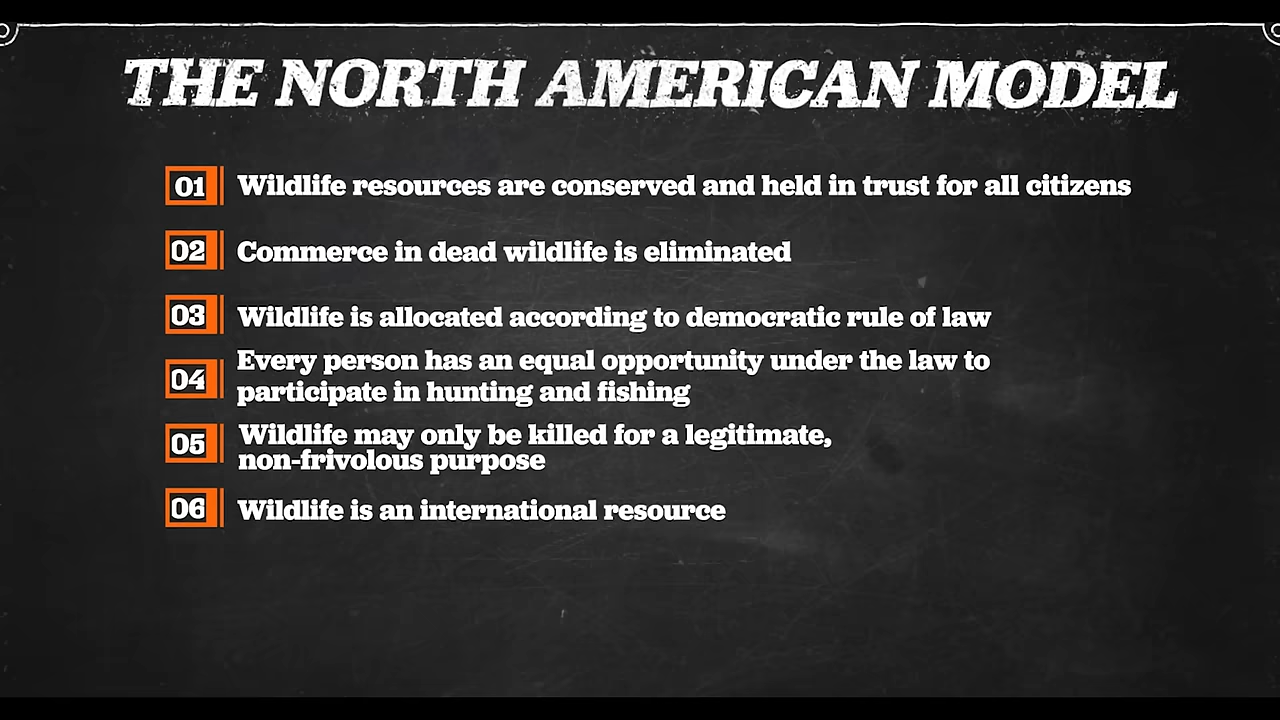 THE NORTH AMERICAN MODEL
01 Wildlife resources are conserved and held in trust for all citizens
02 Commerce in dead wildlife is eliminated
03 Wildlife is allocated according to democratic rule of law
04 Every person has an equal opportunity under the law to
participate in hunting and fishing
05 Wildlife may only be killed for a legitimate,
non-frivolous purpose
06 Wildlife is an international resource